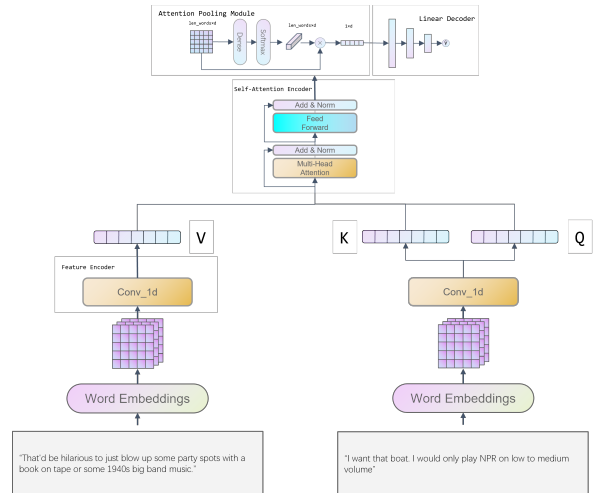 Attention Pooling Module
Linear Decoder
len_words*d
Dense
Softmax
len_words*d
1*d
Self-Attention Encoder
Add & Norm
Feed
Forward
Add & Norm
Multi-Head
Attention
V
K
Q
Feature Encoder
Conv_1d
Conv_1d
Word Embeddings
Word Embeddings
"That'd be hilarious to just blow up some party spots with a
book on tape or some 1940s big band music."
"I want that boat. I would only play NPR on low to medium
volume"